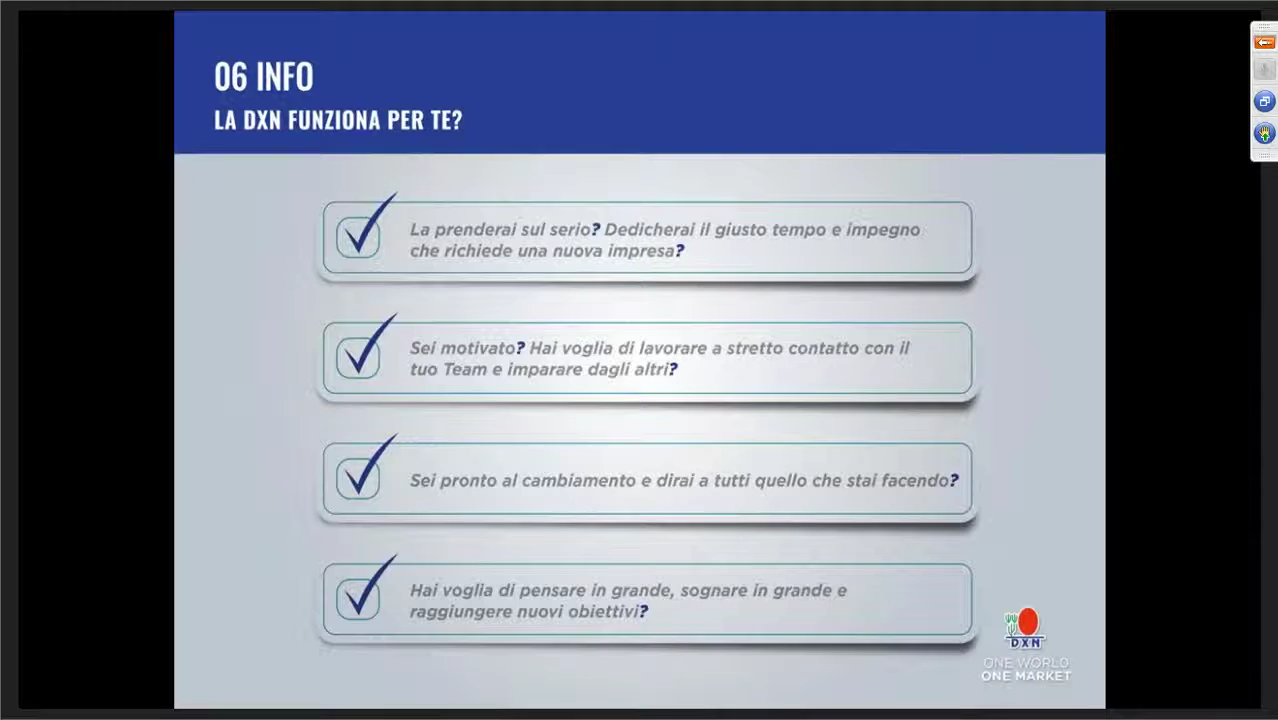 06 INFO
LA DXN FUNZIONA PER TE?
La prenderai sul serio? Dedicherai il giusto tempo e impegno
che richiede una nuova impresa?
Sei motivato? Hai voglia di lavorare a stretto contatto con il
tuo Team e imparare dagli altri?
Sei pronto al cambiamento e dirai a tutti quello che stai facendo?
Hai voglia di pensare in grande, sognare in grande e
raggiungere nuovi obiettivi?
DXN
ONE WORLD
ONE MARKET